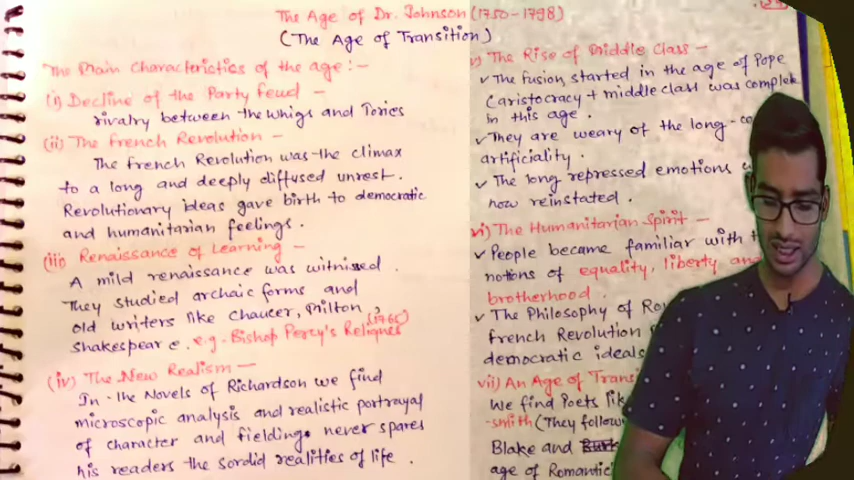 The Age of Dr. Johnson (1750-1798)
(The Age of Transition)
The Main Characteristics of the age:-
(i) Decline of the Party Feud -
rivalry between the whigs and Tories
(ii) The French Revolution -
The French Revolution was the climax
to a long and deeply diffused unrest.
Revolutionary ideas gave birth to democratic
and humanitarian feelings.
(iii) Renaissance of Learning -
A mild renaissance was witnissed.
They studied archaic forms and
old writers like Chaucer, Milton,
Shakespeare. e.g. Bishop Percy's Reliques (1765)
(iv) The New Realism -
In the Novels of Richardson we find
microscopic analysis and realistic portrayal
of character and fielding never spares
his readers the sordid realities of life.
v) The Rise of Middle Class -
✓ The fusion started in the age of Pope
(aristocracy + middle class was complete
in this age.
✓ They are weary of the long-
artificiality.
✓ The long repressed emotions
now reinstated.
vi) The Humanitarian Spirit -
✓ People became familiar with
notions of equality, liberty and
brotherhood.
✓ The Philosophy of
French Revolution
democratic ideals
vii) An Age of
We find Poets
-smith (They
Blake and
age of